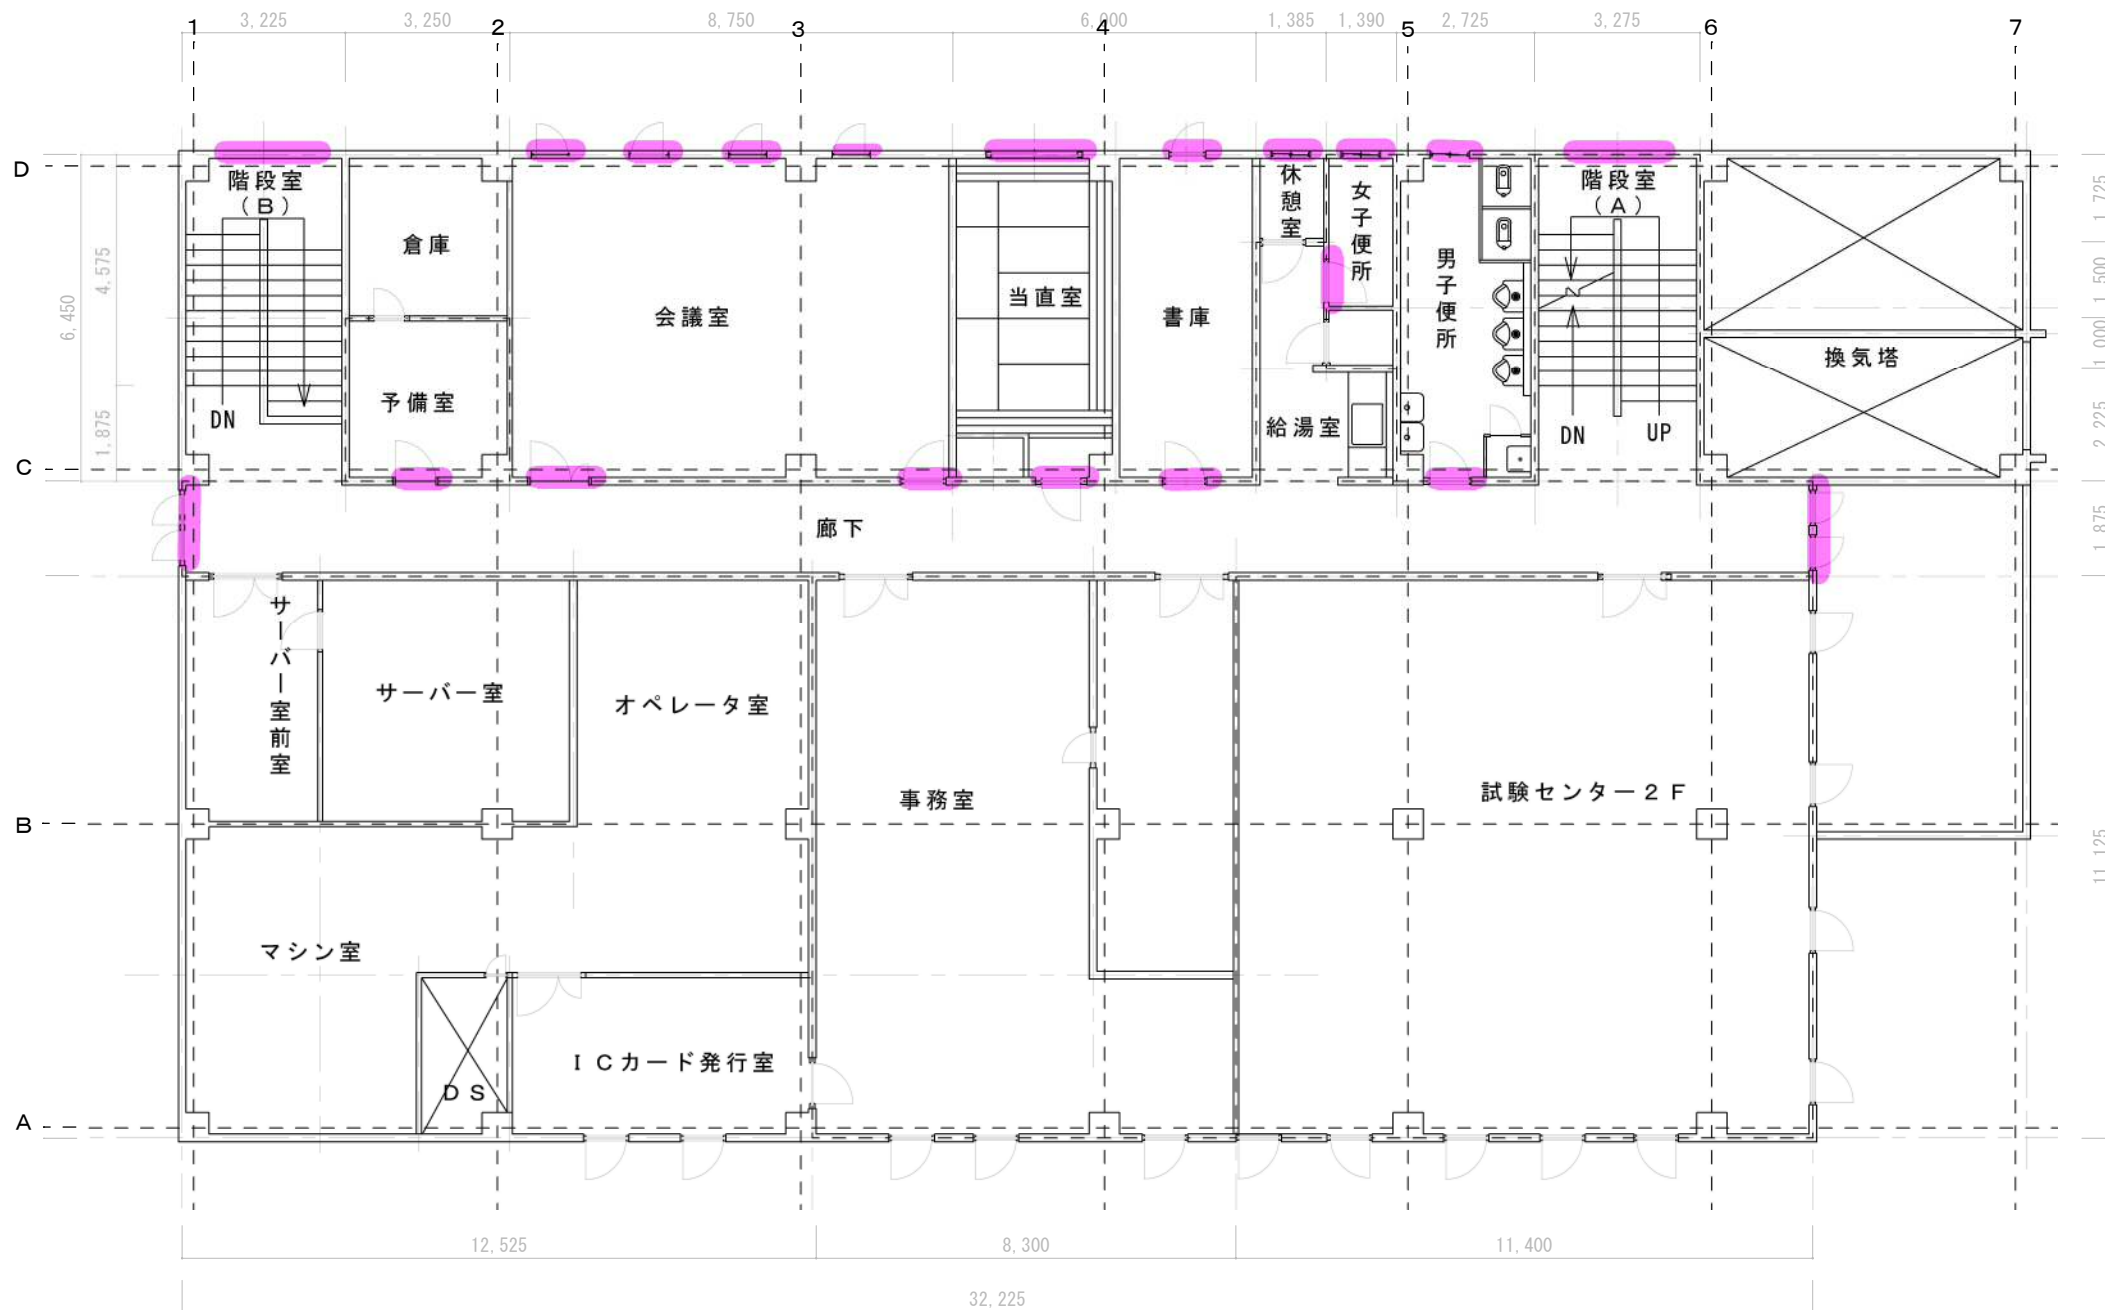 3,225
3,250
8,750
6,000
1,385
1,390
2,725
3,275
1
2
3
4
5
6
7
D
C
B
A
6,450
4,575
1,875
1,725
1,500
1,000
2,225
1,875
11,125
階段室
(B)
DN
倉庫
予備室
会議室
当直室
書庫
休憩室
女子便所
給湯室
男子便所
階段室
(A)
DN
UP
換気塔
廊下
サーバー室前室
サーバー室
オペレータ室
事務室
試験センター2F
マシン室
DS
ICカード発行室
12,525
8,300
11,400
32,225